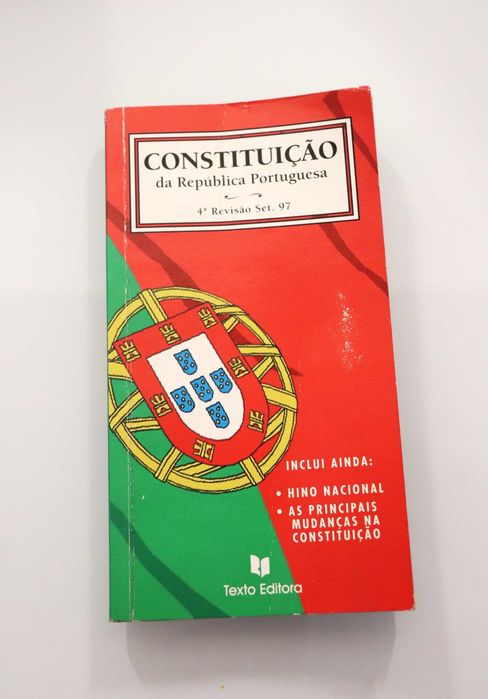 CONSTITUIÇÃO
da República Portuguesa
4ª Revisão Set. 97
INCLUI AINDA:
• HINO NACIONAL
• AS PRINCIPAIS
MUDANÇAS NA
CONSTITUIÇÃO
Texto Editora